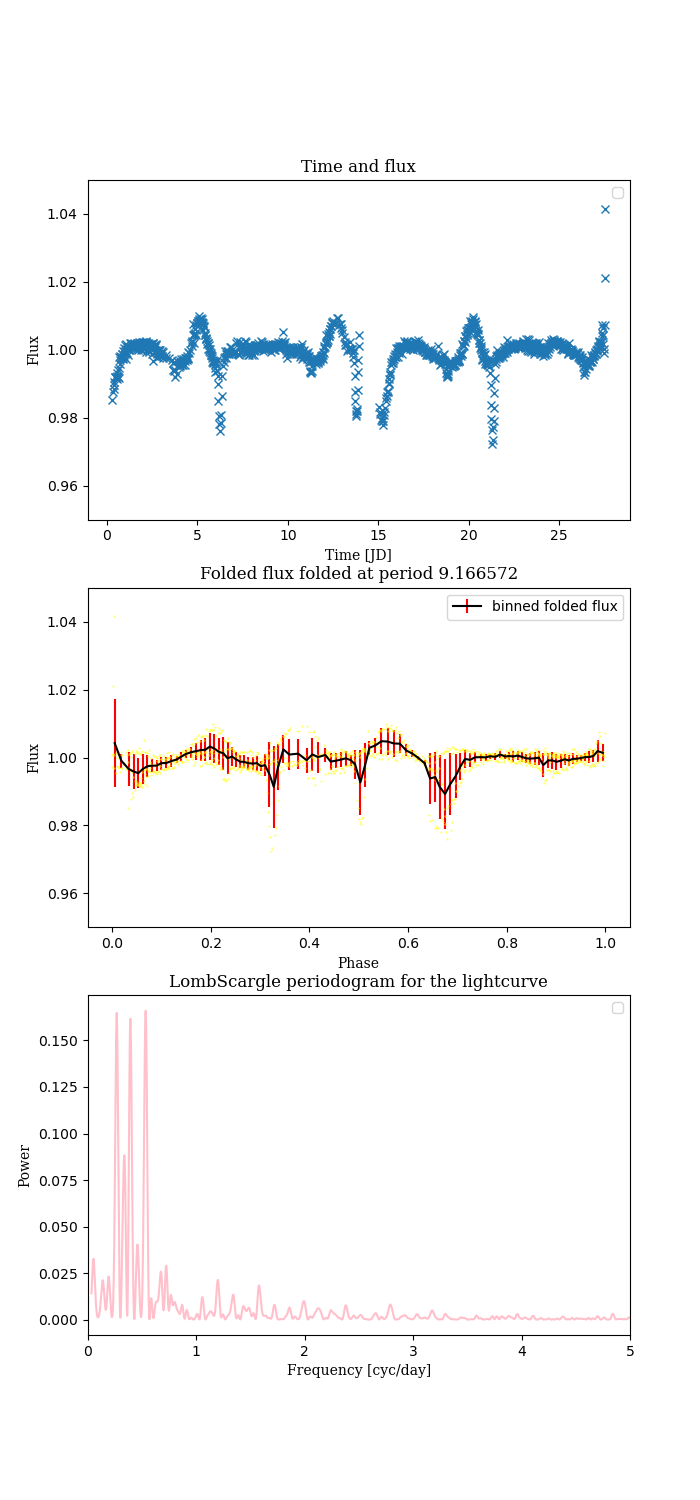 Time and flux
1.04
1.02
1.00
0.98
0.96
Flux
0 5 10 15 20 25
Time [JD]
Folded flux folded at period 9.166572
binned folded flux
1.04
1.02
1.00
0.98
0.96
Flux
0.0 0.2 0.4 0.6 0.8 1.0
Phase
LombScargle periodogram for the lightcurve
0.150
0.125
0.100
0.075
0.050
0.025
0.000
Power
0 1 2 3 4 5
Frequency [cyc/day]